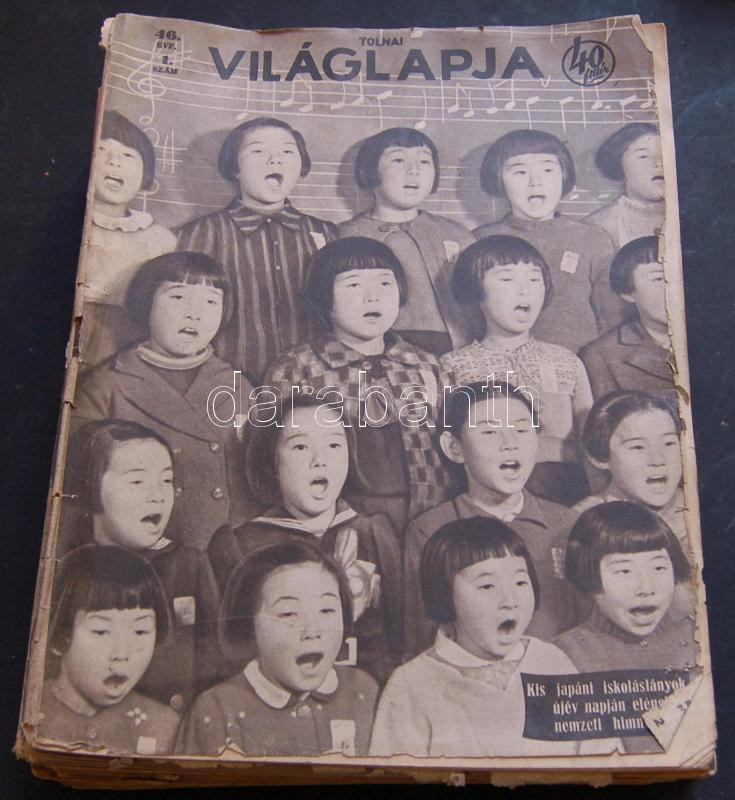 46.
ÉVF.
1.
SZÁM
TOLNAI
VILÁGLAPJA
40
fillér
darabanth
Kis japáni iskoláslányok
újév napján
nemzeti